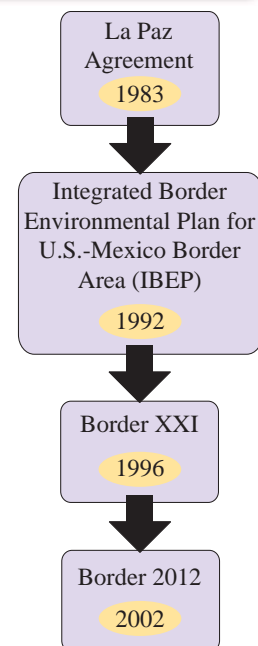 La Paz
Agreement
1983
Integrated Border
Environmental Plan for
U.S.-Mexico Border
Area (IBEP)
1992
Border XXI
1996
Border 2012
2002